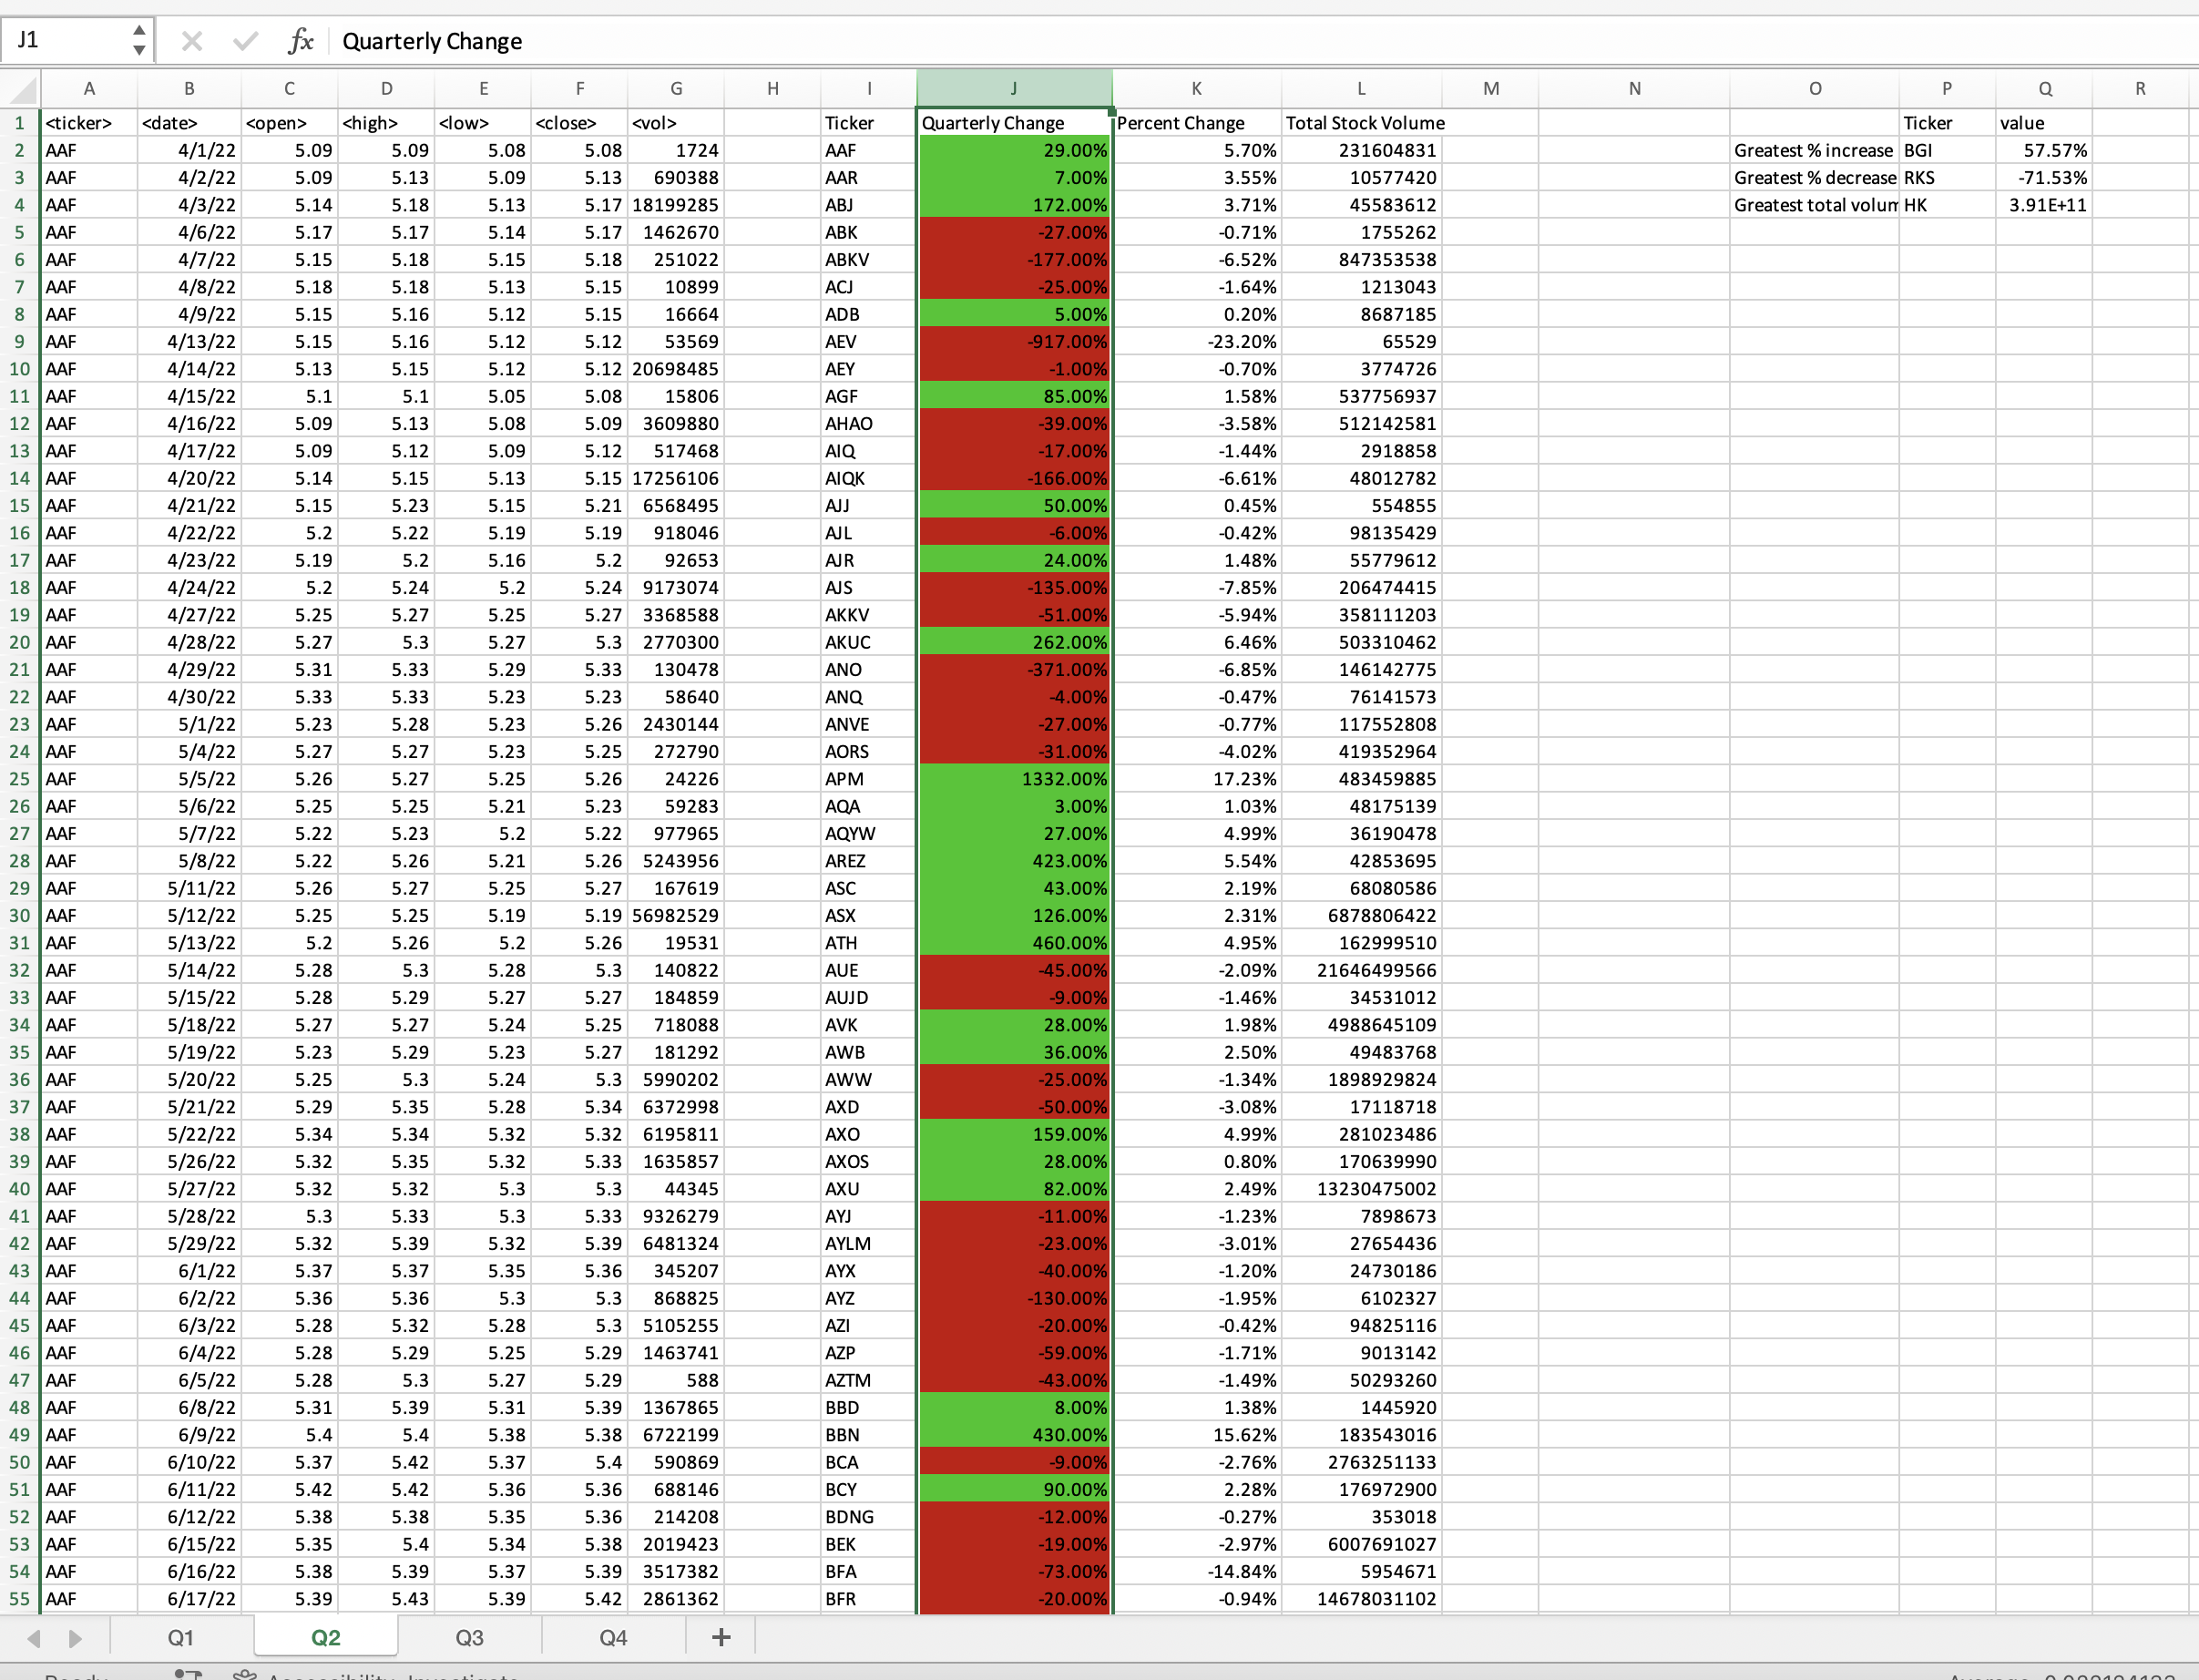 J1 fx Quarterly Change
A B C D E F G H I J K L M N O P Q R
1 <ticker> <date> <open> <high> <low> <close> <vol> Ticker Quarterly Change Percent Change Total Stock Volume Ticker value
2 AAF 4/1/22 5.09 5.09 5.08 5.08 1724 AAF 29.00% 5.70% 231604831 Greatest % increase BGI 57.57%
3 AAF 4/2/22 5.09 5.13 5.09 5.13 690388 AAR 7.00% 3.55% 10577420 Greatest % decrease RKS -71.53%
4 AAF 4/3/22 5.14 5.18 5.13 5.17 18199285 ABJ 172.00% 3.71% 45583612 Greatest total volum HK 3.91E+11
5 AAF 4/6/22 5.17 5.17 5.14 5.17 1462670 ABK -27.00% -0.71% 1755262
6 AAF 4/7/22 5.15 5.18 5.15 5.18 251022 ABKV -177.00% -6.52% 847353538
7 AAF 4/8/22 5.18 5.18 5.13 5.15 10899 ACJ -25.00% -1.64% 1213043
8 AAF 4/9/22 5.15 5.16 5.12 5.15 16664 ADB 5.00% 0.20% 8687185
9 AAF 4/13/22 5.15 5.16 5.12 5.12 53569 AEV -917.00% -23.20% 65529
10 AAF 4/14/22 5.13 5.15 5.12 5.12 20698485 AEY -1.00% -0.70% 3774726
11 AAF 4/15/22 5.1 5.1 5.05 5.08 15806 AGF 85.00% 1.58% 537756937
12 AAF 4/16/22 5.09 5.13 5.08 5.09 3609880 AHAO -39.00% -3.58% 512142581
13 AAF 4/17/22 5.09 5.12 5.09 5.12 517468 AIQ -17.00% -1.44% 2918858
14 AAF 4/20/22 5.14 5.15 5.13 5.15 17256106 AIQK -166.00% -6.61% 48012782
15 AAF 4/21/22 5.15 5.23 5.15 5.21 6568495 AJJ 50.00% 0.45% 554855
16 AAF 4/22/22 5.2 5.22 5.19 5.19 918046 AJL -6.00% -0.42% 98135429
17 AAF 4/23/22 5.19 5.2 5.16 5.2 92653 AJR 24.00% 1.48% 55779612
18 AAF 4/24/22 5.2 5.24 5.2 5.24 9173074 AJS -135.00% -7.85% 206474415
19 AAF 4/27/22 5.25 5.27 5.25 5.27 3368588 AKKV -51.00% -5.94% 358111203
20 AAF 4/28/22 5.27 5.3 5.27 5.3 2770300 AKUC 262.00% 6.46% 503310462
21 AAF 4/29/22 5.31 5.33 5.29 5.33 130478 ANO -371.00% -6.85% 146142775
22 AAF 4/30/22 5.33 5.33 5.23 5.23 58640 ANQ -4.00% -0.47% 76141573
23 AAF 5/1/22 5.23 5.28 5.23 5.26 2430144 ANVE -27.00% -0.77% 117552808
24 AAF 5/4/22 5.27 5.27 5.23 5.25 272790 AORS -31.00% -4.02% 419352964
25 AAF 5/5/22 5.26 5.27 5.25 5.26 24226 APM 1332.00% 17.23% 483459885
26 AAF 5/6/22 5.25 5.25 5.21 5.23 59283 AQA 3.00% 1.03% 48175139
27 AAF 5/7/22 5.22 5.23 5.2 5.22 977965 AQYW 27.00% 4.99% 36190478
28 AAF 5/8/22 5.22 5.26 5.21 5.26 5243956 AREZ 423.00% 5.54% 42853695
29 AAF 5/11/22 5.26 5.27 5.25 5.27 167619 ASC 43.00% 2.19% 68080586
30 AAF 5/12/22 5.25 5.25 5.19 5.19 56982529 ASX 126.00% 2.31% 6878806422
31 AAF 5/13/22 5.2 5.26 5.2 5.26 19531 ATH 460.00% 4.95% 162999510
32 AAF 5/14/22 5.28 5.3 5.28 5.3 140822 AUE -45.00% -2.09% 21646499566
33 AAF 5/15/22 5.28 5.29 5.27 5.27 184859 AUJD -9.00% -1.46% 34531012
34 AAF 5/18/22 5.27 5.27 5.24 5.25 718088 AVK 28.00% 1.98% 4988645109
35 AAF 5/19/22 5.23 5.29 5.23 5.27 181292 AWB 36.00% 2.50% 49483768
36 AAF 5/20/22 5.25 5.3 5.24 5.3 5990202 AWW -25.00% -1.34% 1898929824
37 AAF 5/21/22 5.29 5.35 5.28 5.34 6372998 AXD -50.00% -3.08% 17118718
38 AAF 5/22/22 5.34 5.34 5.32 5.32 6195811 AXO 159.00% 4.99% 281023486
39 AAF 5/26/22 5.32 5.35 5.32 5.33 1635857 AXOS 28.00% 0.80% 170639990
40 AAF 5/27/22 5.32 5.32 5.3 5.3 44345 AXU 82.00% 2.49% 13230475002
41 AAF 5/28/22 5.3 5.33 5.3 5.33 9326279 AYJ -11.00% -1.23% 7898673
42 AAF 5/29/22 5.32 5.39 5.32 5.39 6481324 AYLM -23.00% -3.01% 27654436
43 AAF 6/1/22 5.37 5.37 5.35 5.36 345207 AYX -40.00% -1.20% 24730186
44 AAF 6/2/22 5.36 5.36 5.3 5.3 868825 AYZ -130.00% -1.95% 6102327
45 AAF 6/3/22 5.28 5.32 5.28 5.3 5105255 AZI -20.00% -0.42% 94825116
46 AAF 6/4/22 5.28 5.29 5.25 5.29 1463741 AZP -59.00% -1.71% 9013142
47 AAF 6/5/22 5.28 5.3 5.27 5.29 588 AZTM -43.00% -1.49% 50293260
48 AAF 6/8/22 5.31 5.39 5.31 5.39 1367865 BBD 8.00% 1.38% 1445920
49 AAF 6/9/22 5.4 5.4 5.38 5.38 6722199 BBN 430.00% 15.62% 183543016
50 AAF 6/10/22 5.37 5.42 5.37 5.4 590869 BCA -9.00% -2.76% 2763251133
51 AAF 6/11/22 5.42 5.42 5.36 5.36 688146 BCY 90.00% 2.28% 176972900
52 AAF 6/12/22 5.38 5.38 5.35 5.36 214208 BDNG -12.00% -0.27% 353018
53 AAF 6/15/22 5.35 5.4 5.34 5.38 2019423 BEK -19.00% -2.97% 6007691027
54 AAF 6/16/22 5.38 5.39 5.37 5.39 3517382 BFA -73.00% -14.84% 5954671
55 AAF 6/17/22 5.39 5.43 5.39 5.42 2861362 BFR -20.00% -0.94% 14678031102
Q1 Q2 Q3 Q4 +